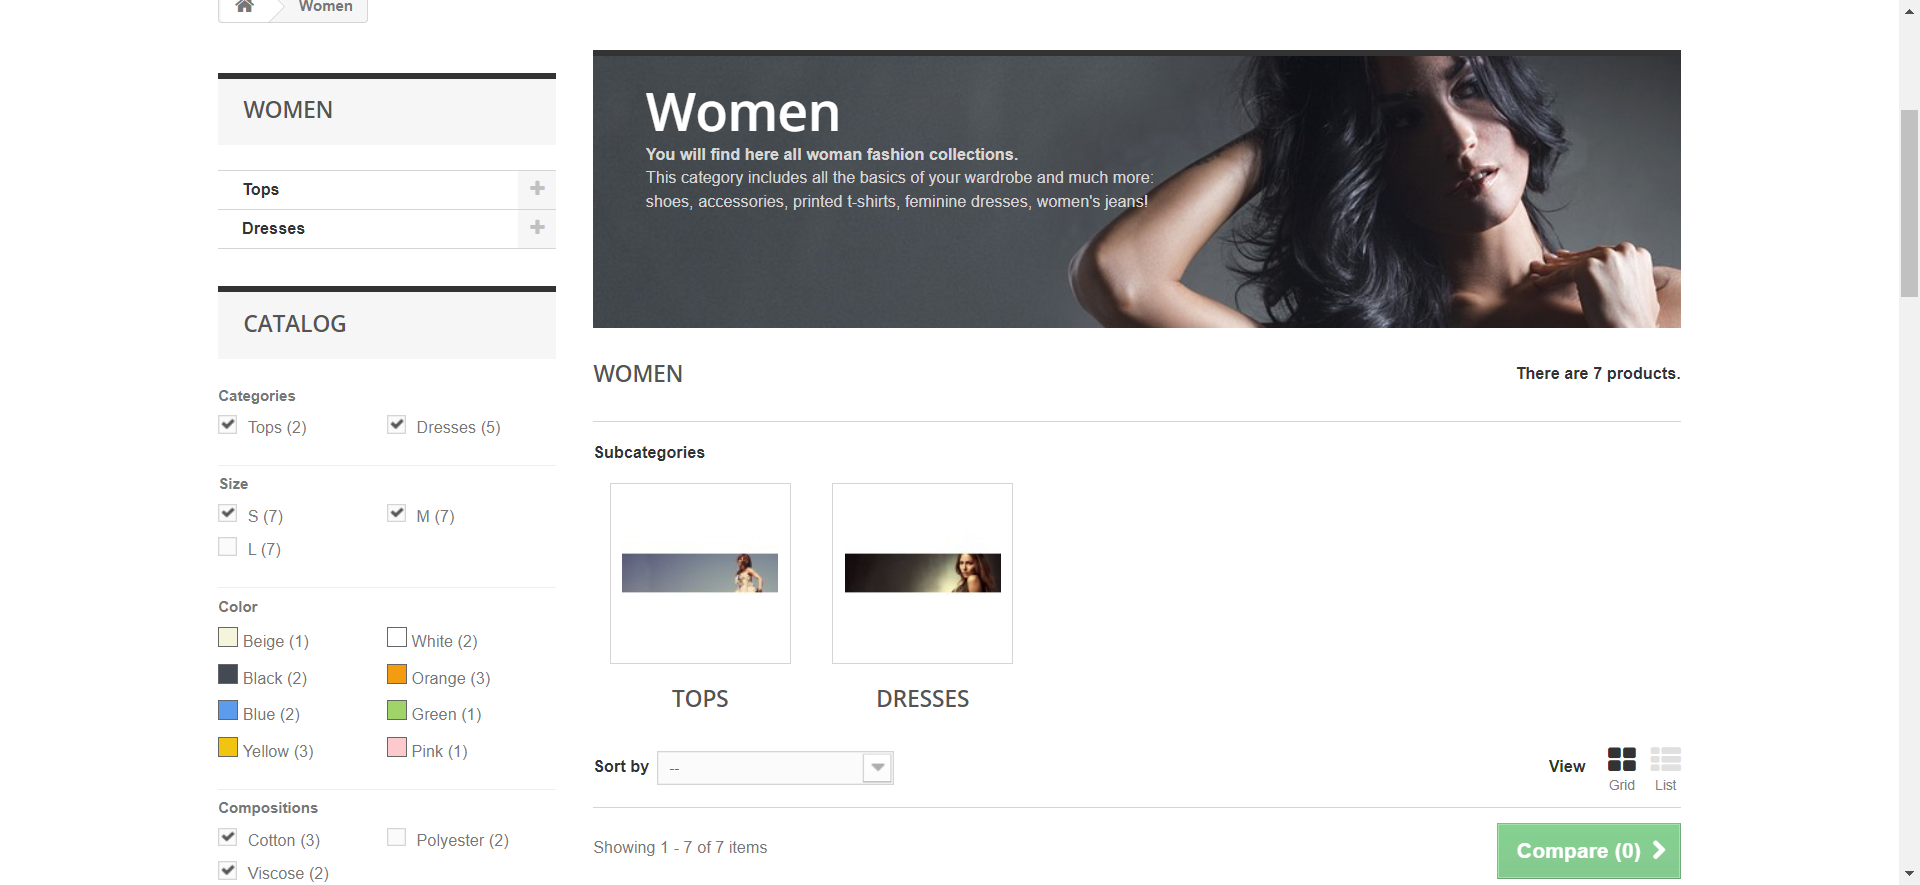 Women
WOMEN
Tops
Dresses
CATALOG
Categories
Tops (2)
Dresses (5)
Size
S (7)
M (7)
L (7)
Color
Beige (1)
White (2)
Black (2)
Orange (3)
Blue (2)
Green (1)
Yellow (3)
Pink (1)
Compositions
Cotton (3)
Polyester (2)
Viscose (2)
Women
You will find here all woman fashion collections.
This category includes all the basics of your wardrobe and much more:
shoes, accessories, printed t-shirts, feminine dresses, women's jeans!
WOMEN
There are 7 products.
Subcategories
TOPS
DRESSES
Sort by
--
View
Grid
List
Showing 1 - 7 of 7 items
Compare (0)